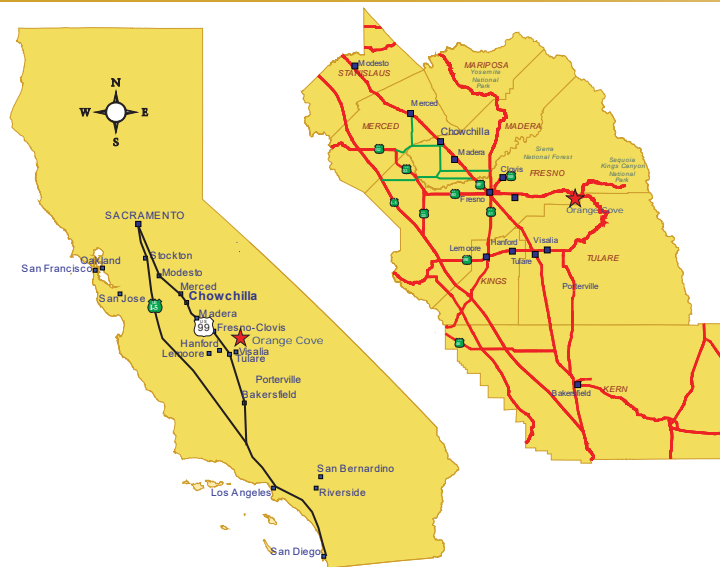 N
W
E
S
SACRAMENTO
Stockton
Oakland
San Francisco
Modesto
Merced
San Jose
Chowchilla
Madera
99
Fresno-Clovis
Orange Cove
Hanford
Visalia
Lemoore
Tulare
Porterville
Bakersfield
San Bernardino
Los Angeles
Riverside
San Diego
Modesto
STANISLAUS
MARIPOSA
Yosemite
National
Park
Merced
MERCED
Chowchilla
MADERA
Madera
Sierra
National Forest
Sequoia
Kings Canyon
National
Park
Clovis
FRESNO
Fresno
Orange Cove
Lemoore
Hanford
Visalia
Tulare
TULARE
KINGS
Porterville
Bakersfield
KERN